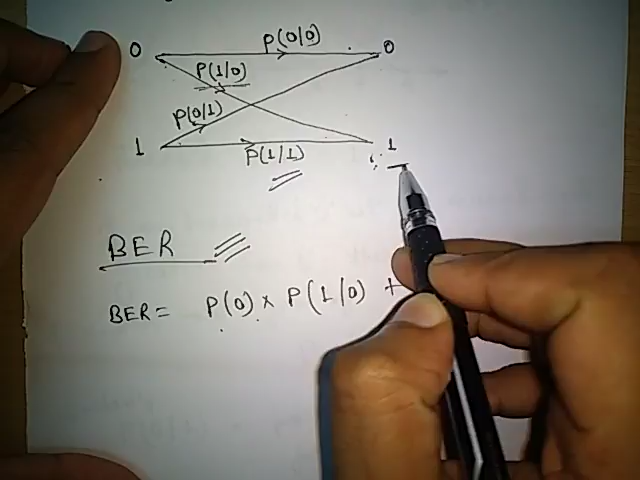 0 P(0/0) 0
P(1/0)
P(0/1)
1 P(1/1) 1
BER
BER = P(0) × P(1/0) +